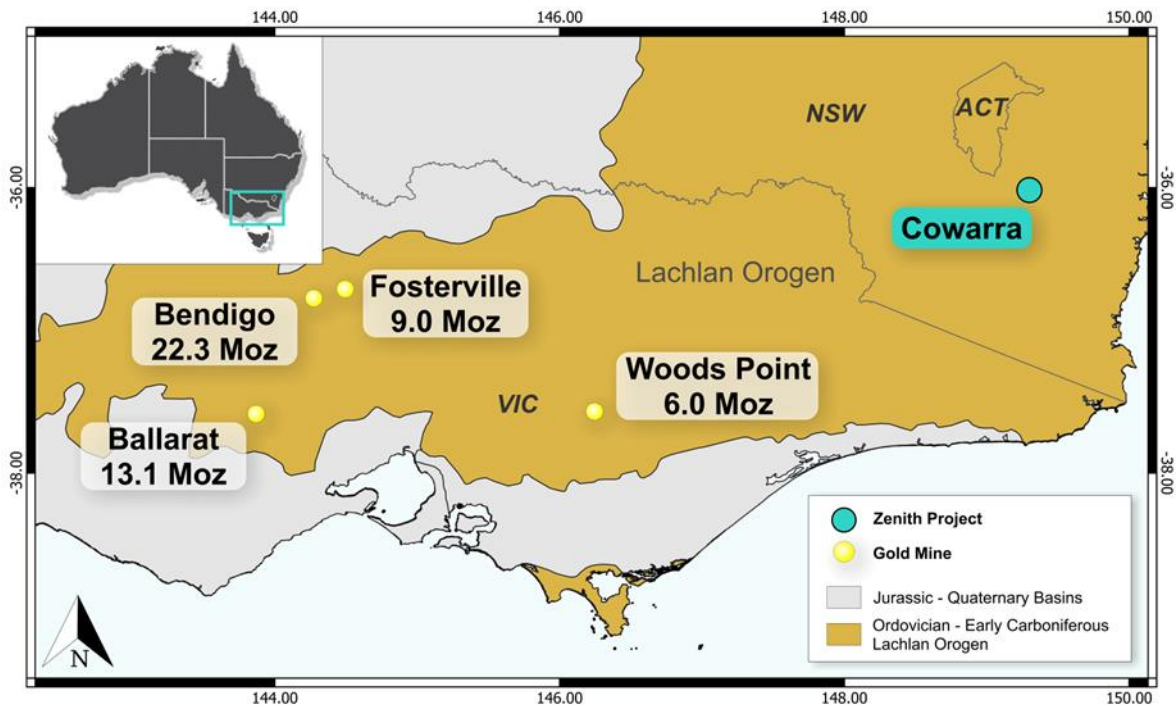 144.00
146.00
148.00
150.00
NSW
ACT
-36.00
-36.00
Cowarra
Lachlan Orogen
Fosterville
9.0 Moz
Bendigo
22.3 Moz
Woods Point
6.0 Moz
VIC
Ballarat
13.1 Moz
-38.00
-38.00
Zenith Project
Gold Mine
Jurassic - Quaternary Basins
Ordovician - Early Carboniferous
Lachlan Orogen
N
144.00
146.00
148.00
150.00